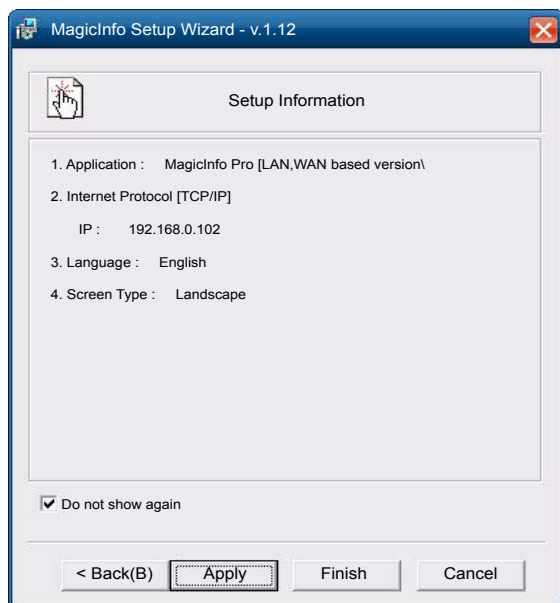 MagicInfo Setup Wizard - v.1.12
Setup Information
1. Application : MagicInfo Pro [LAN,WAN based version\
2. Internet Protocol [TCP/IP]
IP : 192.168.0.102
3. Language : English
4. Screen Type : Landscape
Do not show again
< Back(B) Apply Finish Cancel